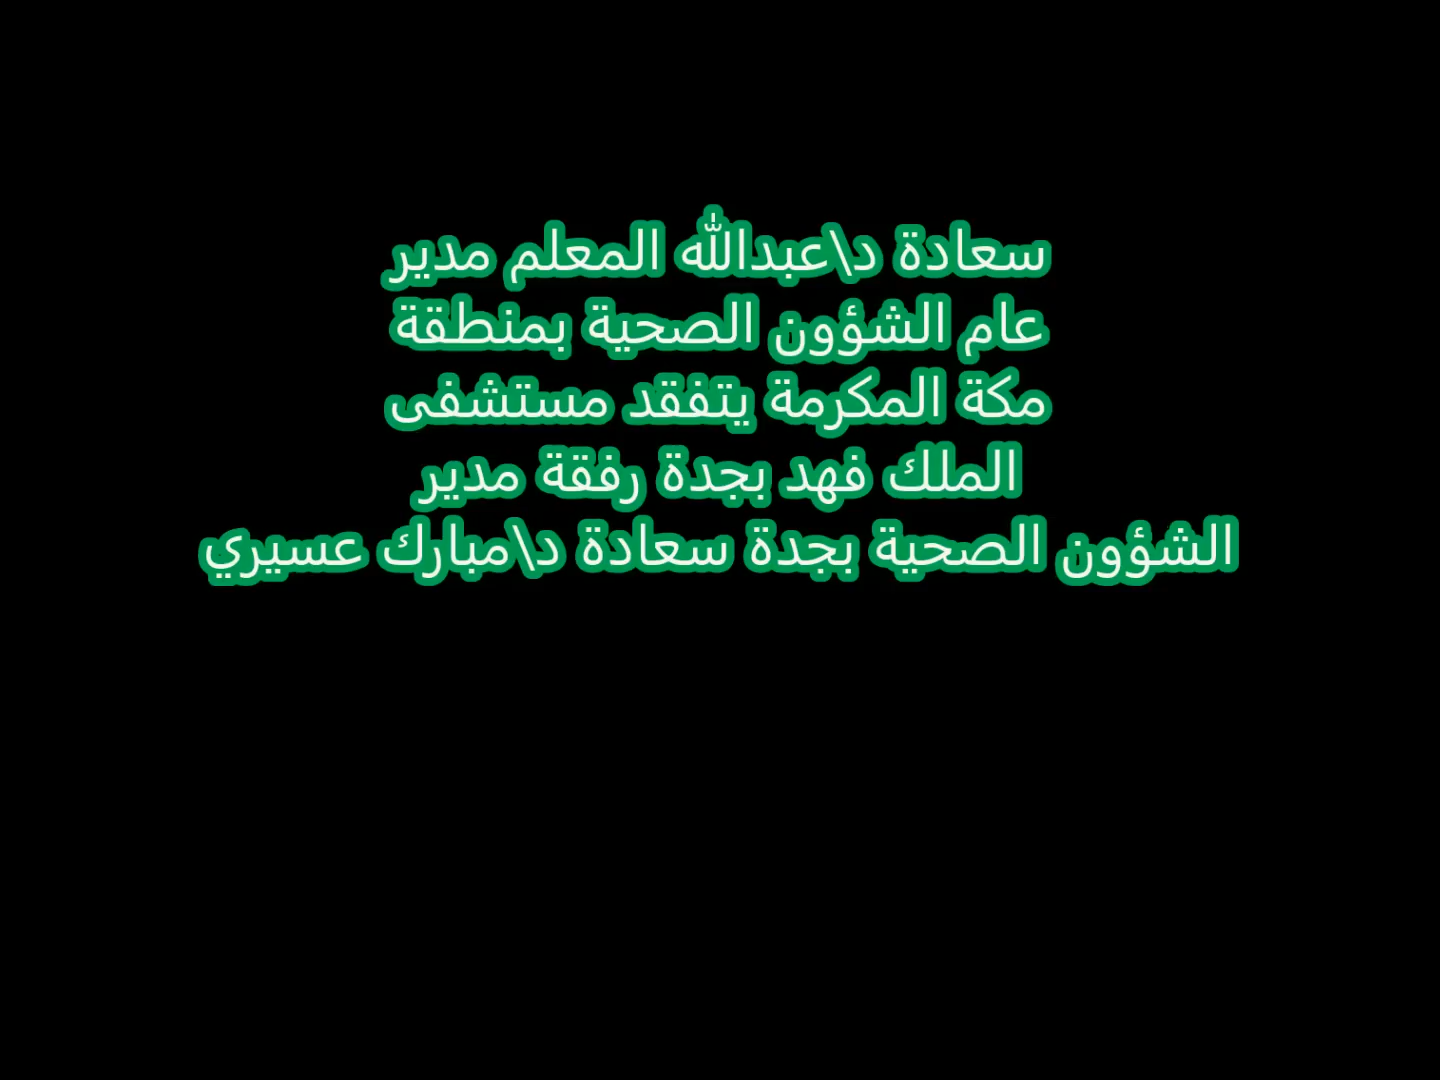 سعادة د\عبدالله المعلم مدير
عام الشؤون الصحية بمنطقة
مكة المكرمة يتفقد مستشفى
الملك فهد بجدة رفقة مدير
الشؤون الصحية بجدة سعادة د\مبارك عسيري